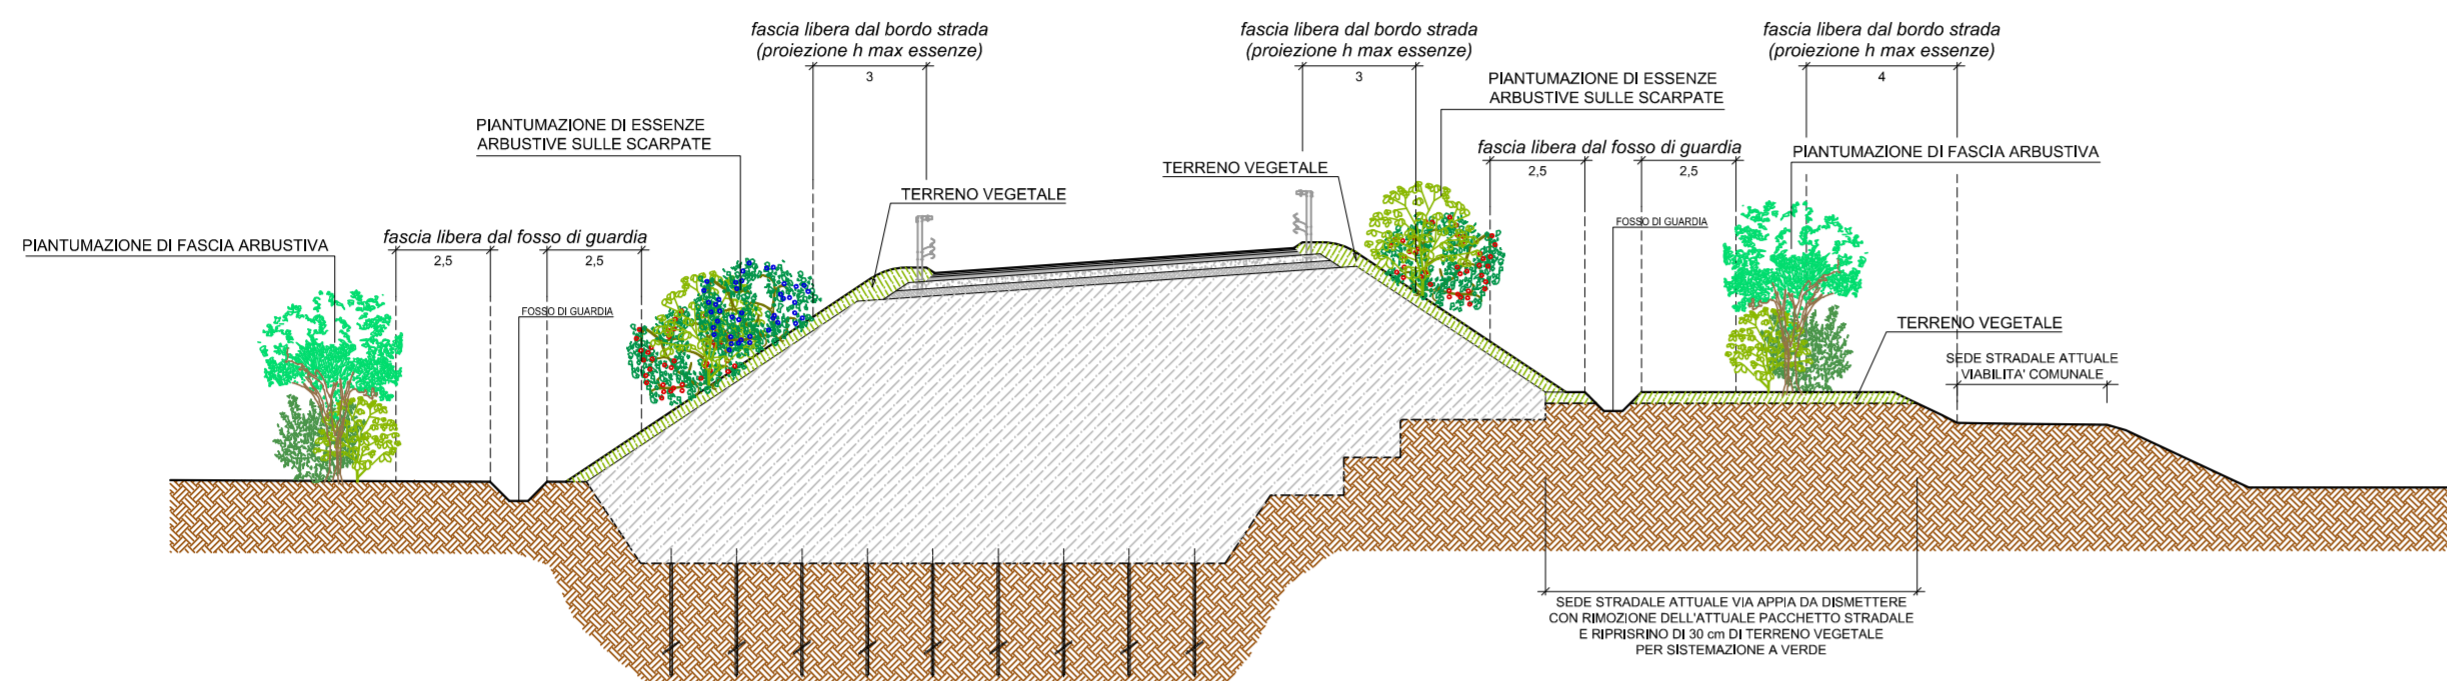 fascia libera dal bordo strada
(proiezione h max essenze)
3
fascia libera dal bordo strada
(proiezione h max essenze)
3
fascia libera dal bordo strada
(proiezione h max essenze)
4
PIANTUMAZIONE DI ESSENZE
ARBUSTIVE SULLE SCARPATE
PIANTUMAZIONE DI ESSENZE
ARBUSTIVE SULLE SCARPATE
fascia libera dal fosso di guardia
2,5
2,5
PIANTUMAZIONE DI FASCIA ARBUSTIVA
TERRENO VEGETALE
TERRENO VEGETALE
FOSSO DI GUARDIA
PIANTUMAZIONE DI FASCIA ARBUSTIVA
fascia libera dal fosso di guardia
2,5
2,5
FOSSO DI GUARDIA
TERRENO VEGETALE
SEDE STRADALE ATTUALE
VIABILITA' COMUNALE
SEDE STRADALE ATTUALE VIA APPIA DA DISMETTERE
CON RIMOZIONE DELL'ATTUALE PACCHETTO STRADALE
E RIPRISRINO DI 30 cm DI TERRENO VEGETALE
PER SISTEMAZIONE A VERDE